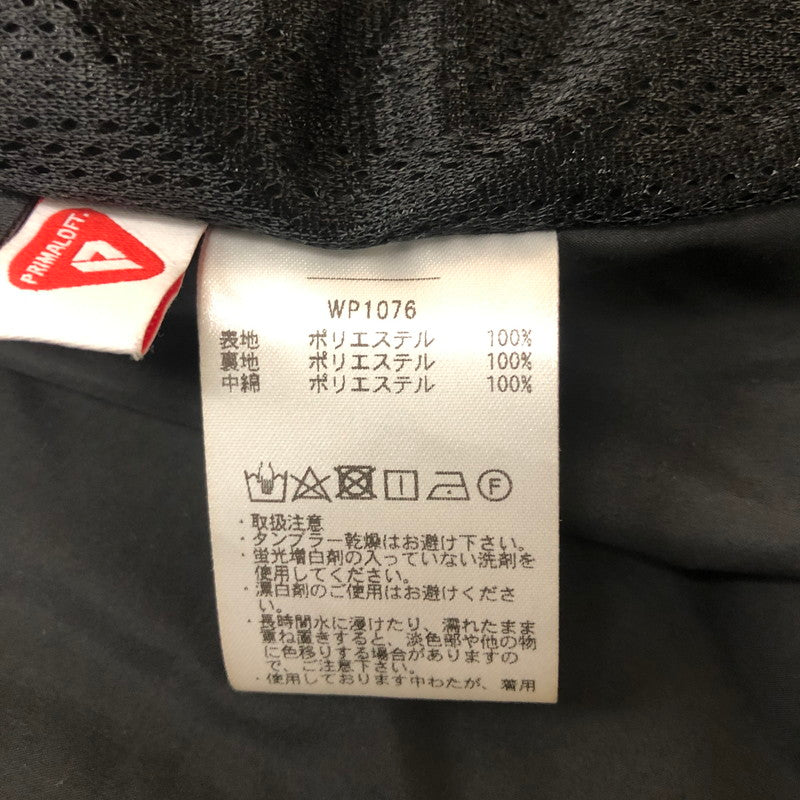 PRIMALOFT
WP1076
表地 ポリエステル 100%
裏地 ポリエステル 100%
中綿 ポリエステル 100%
F
・取扱注意
・タンブラー乾燥はお避け下さい。
・蛍光増白剤の入っていない洗剤を
使用してください。
・漂白剤のご使用はお避けくださ
い。
・長時間水に浸けたり、濡れたまま
重ね置きすると、淡色部や他の物
に色移りする場合がありますの
で、ご注意下さい。
・使用しております中わたが、着用